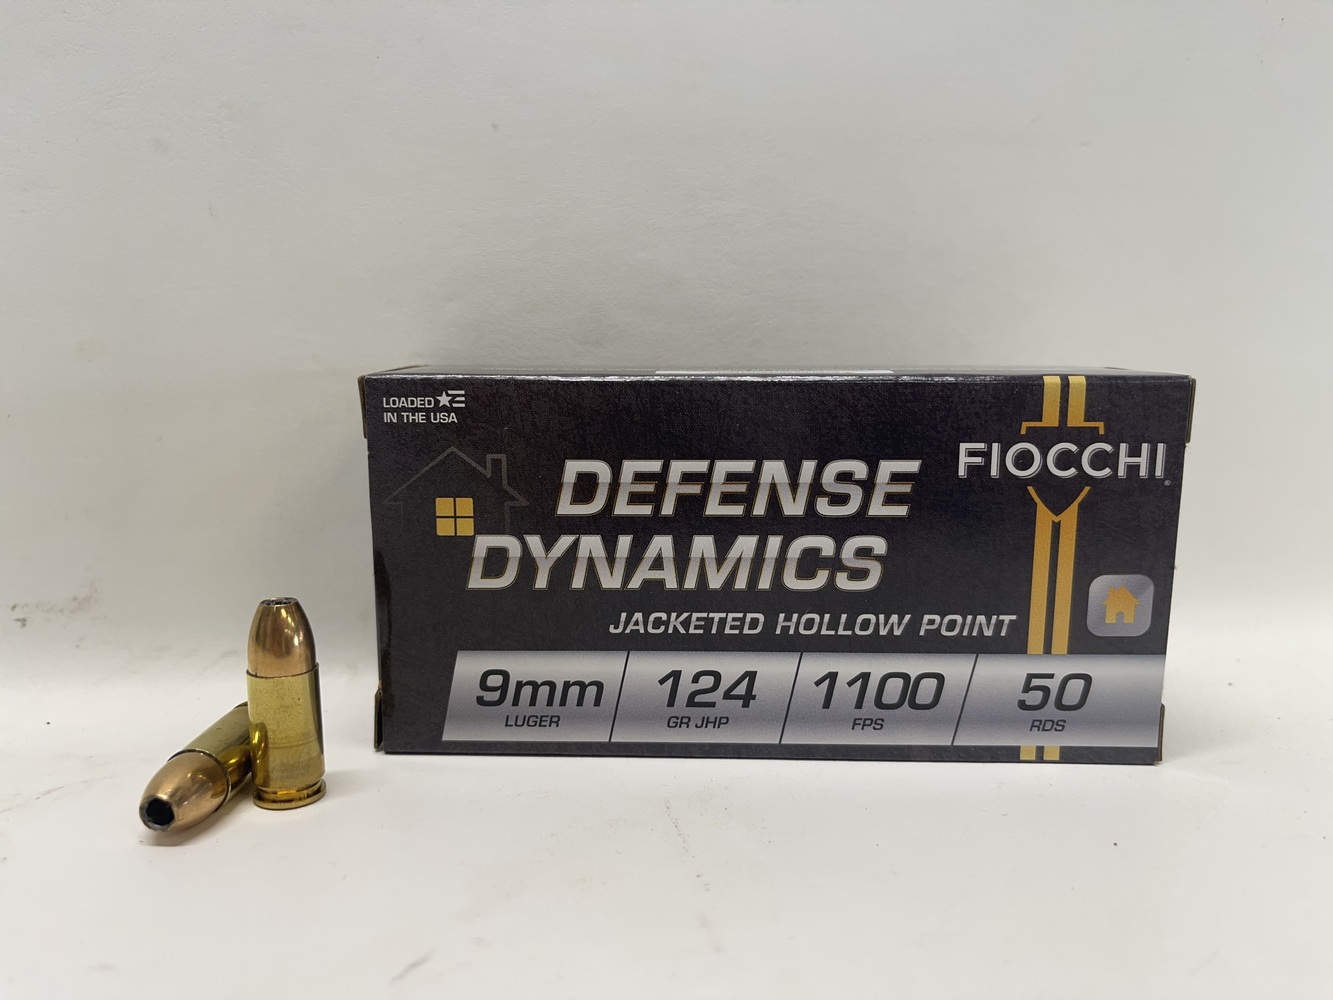 LOADED
IN THE USA
FIOCCHI
DEFENSE
DYNAMICS
JACKETED HOLLOW POINT
9mm 124 1100 50
LUGER GR JHP FPS RDS